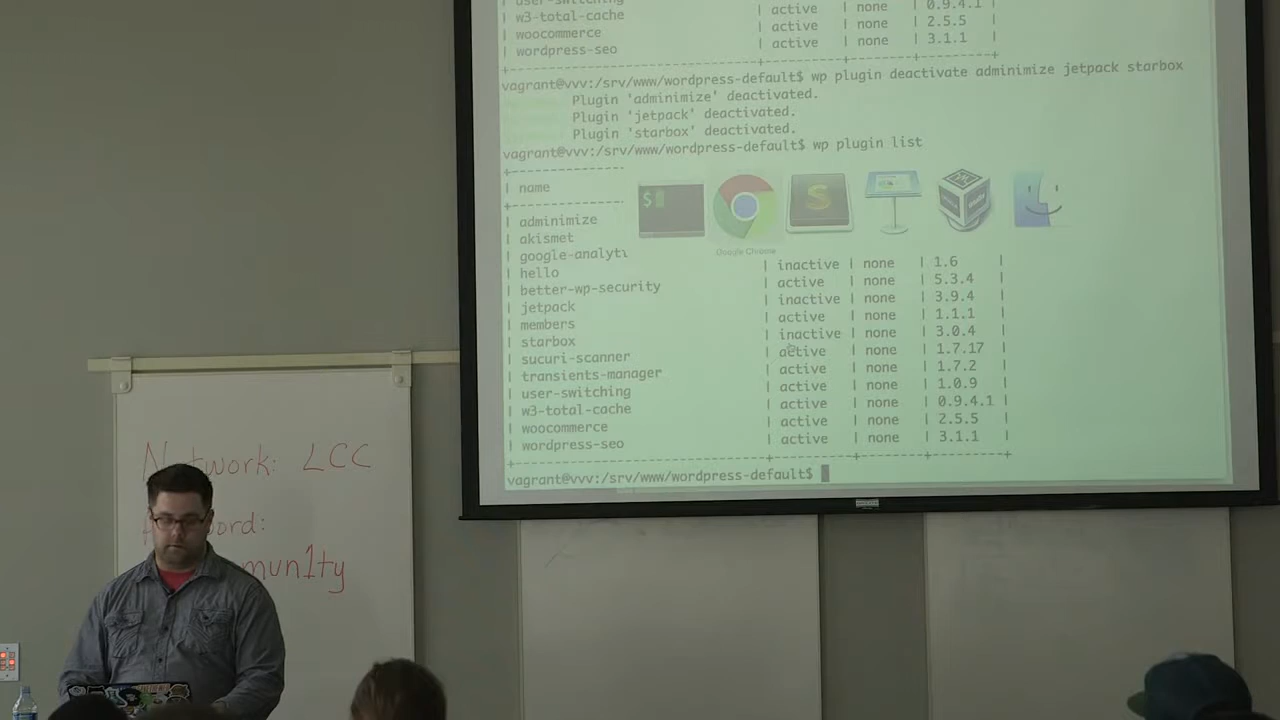 user-switching
w3-total-cache | active | none | 0.9.4.1 |
woocommerce | active | none | 2.5.5
wordpress-seo | active | none | 3.1.1
vagrant@vvv:/srv/www/wordpress-default$ wp plugin deactivate adminimize jetpack starbox
Plugin 'adminimize' deactivated.
Plugin 'jetpack' deactivated.
Plugin 'starbox' deactivated.
vagrant@vvv:/srv/www/wordpress-default$ wp plugin list
| name
| adminimize
| akismet
| google-analyti
| hello | inactive | none | 1.6 |
| better-wp-security | active | none | 5.3.4
| jetpack | inactive | none | 3.9.4
| members | active | none | 1.1.1
| starbox | inactive | none | 3.0.4
| sucuri-scanner | active | none | 1.7.17
| transients-manager | active | none | 1.7.2
| user-switching | active | none | 1.0.9
| w3-total-cache | active | none | 0.9.4.1 |
| woocommerce | active | none | 2.5.5 |
| wordpress-seo | active | none | 3.1.1 |
vagrant@vvv:/srv/www/wordpress-default$
$
Google Chrome
S
Network: LCC
word:
mun1ty